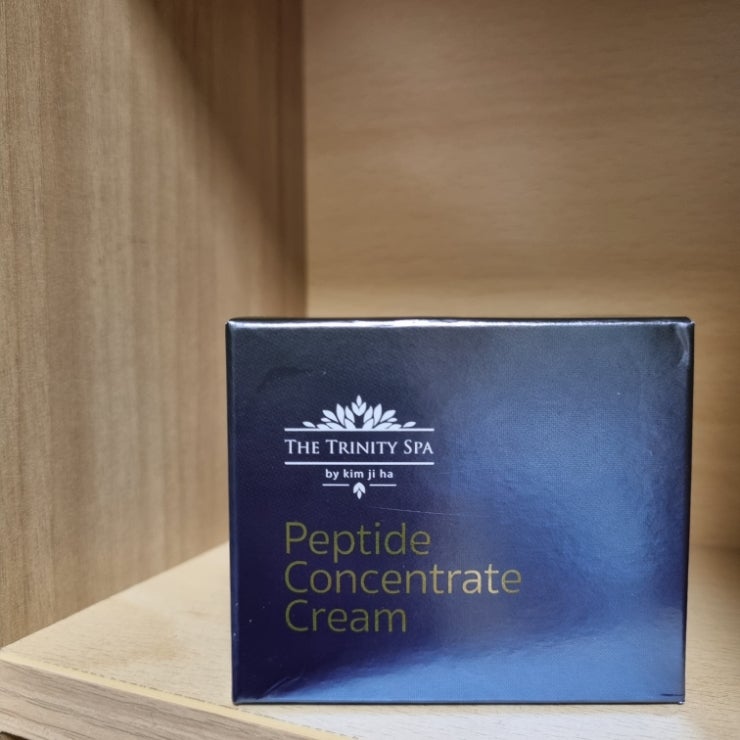 THE TRINITY SPA
by kim ji ha
Peptide
Concentrate
Cream